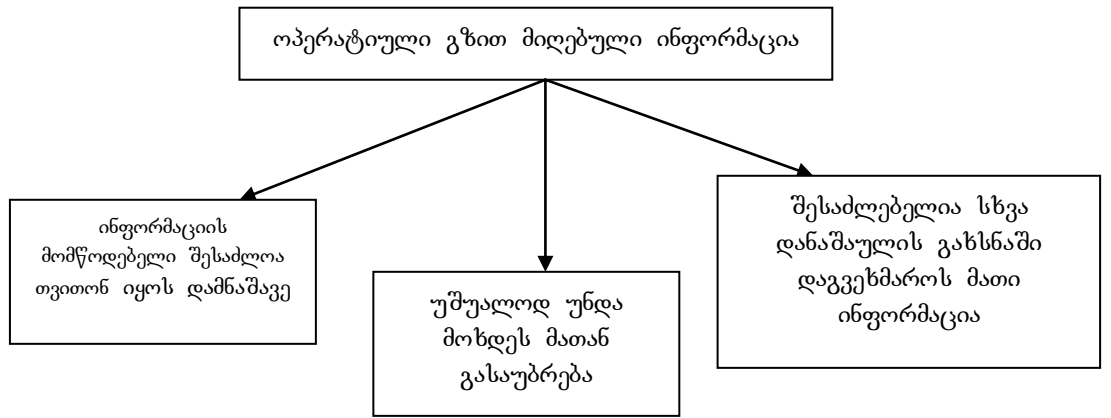 ოპერატიული გზით მიღებული ინფორმაცია
ინფორმაციის
მომწოდებელი შესაძლოა
თვითონ იყოს დამნაშავე
უშუალოდ უნდა
მოხდეს მათან
გასაუბრება
შესაძლებელია სხვა
დანაშაულის გახსნაში
დაგვეხმაროს მათი
ინფორმაცია